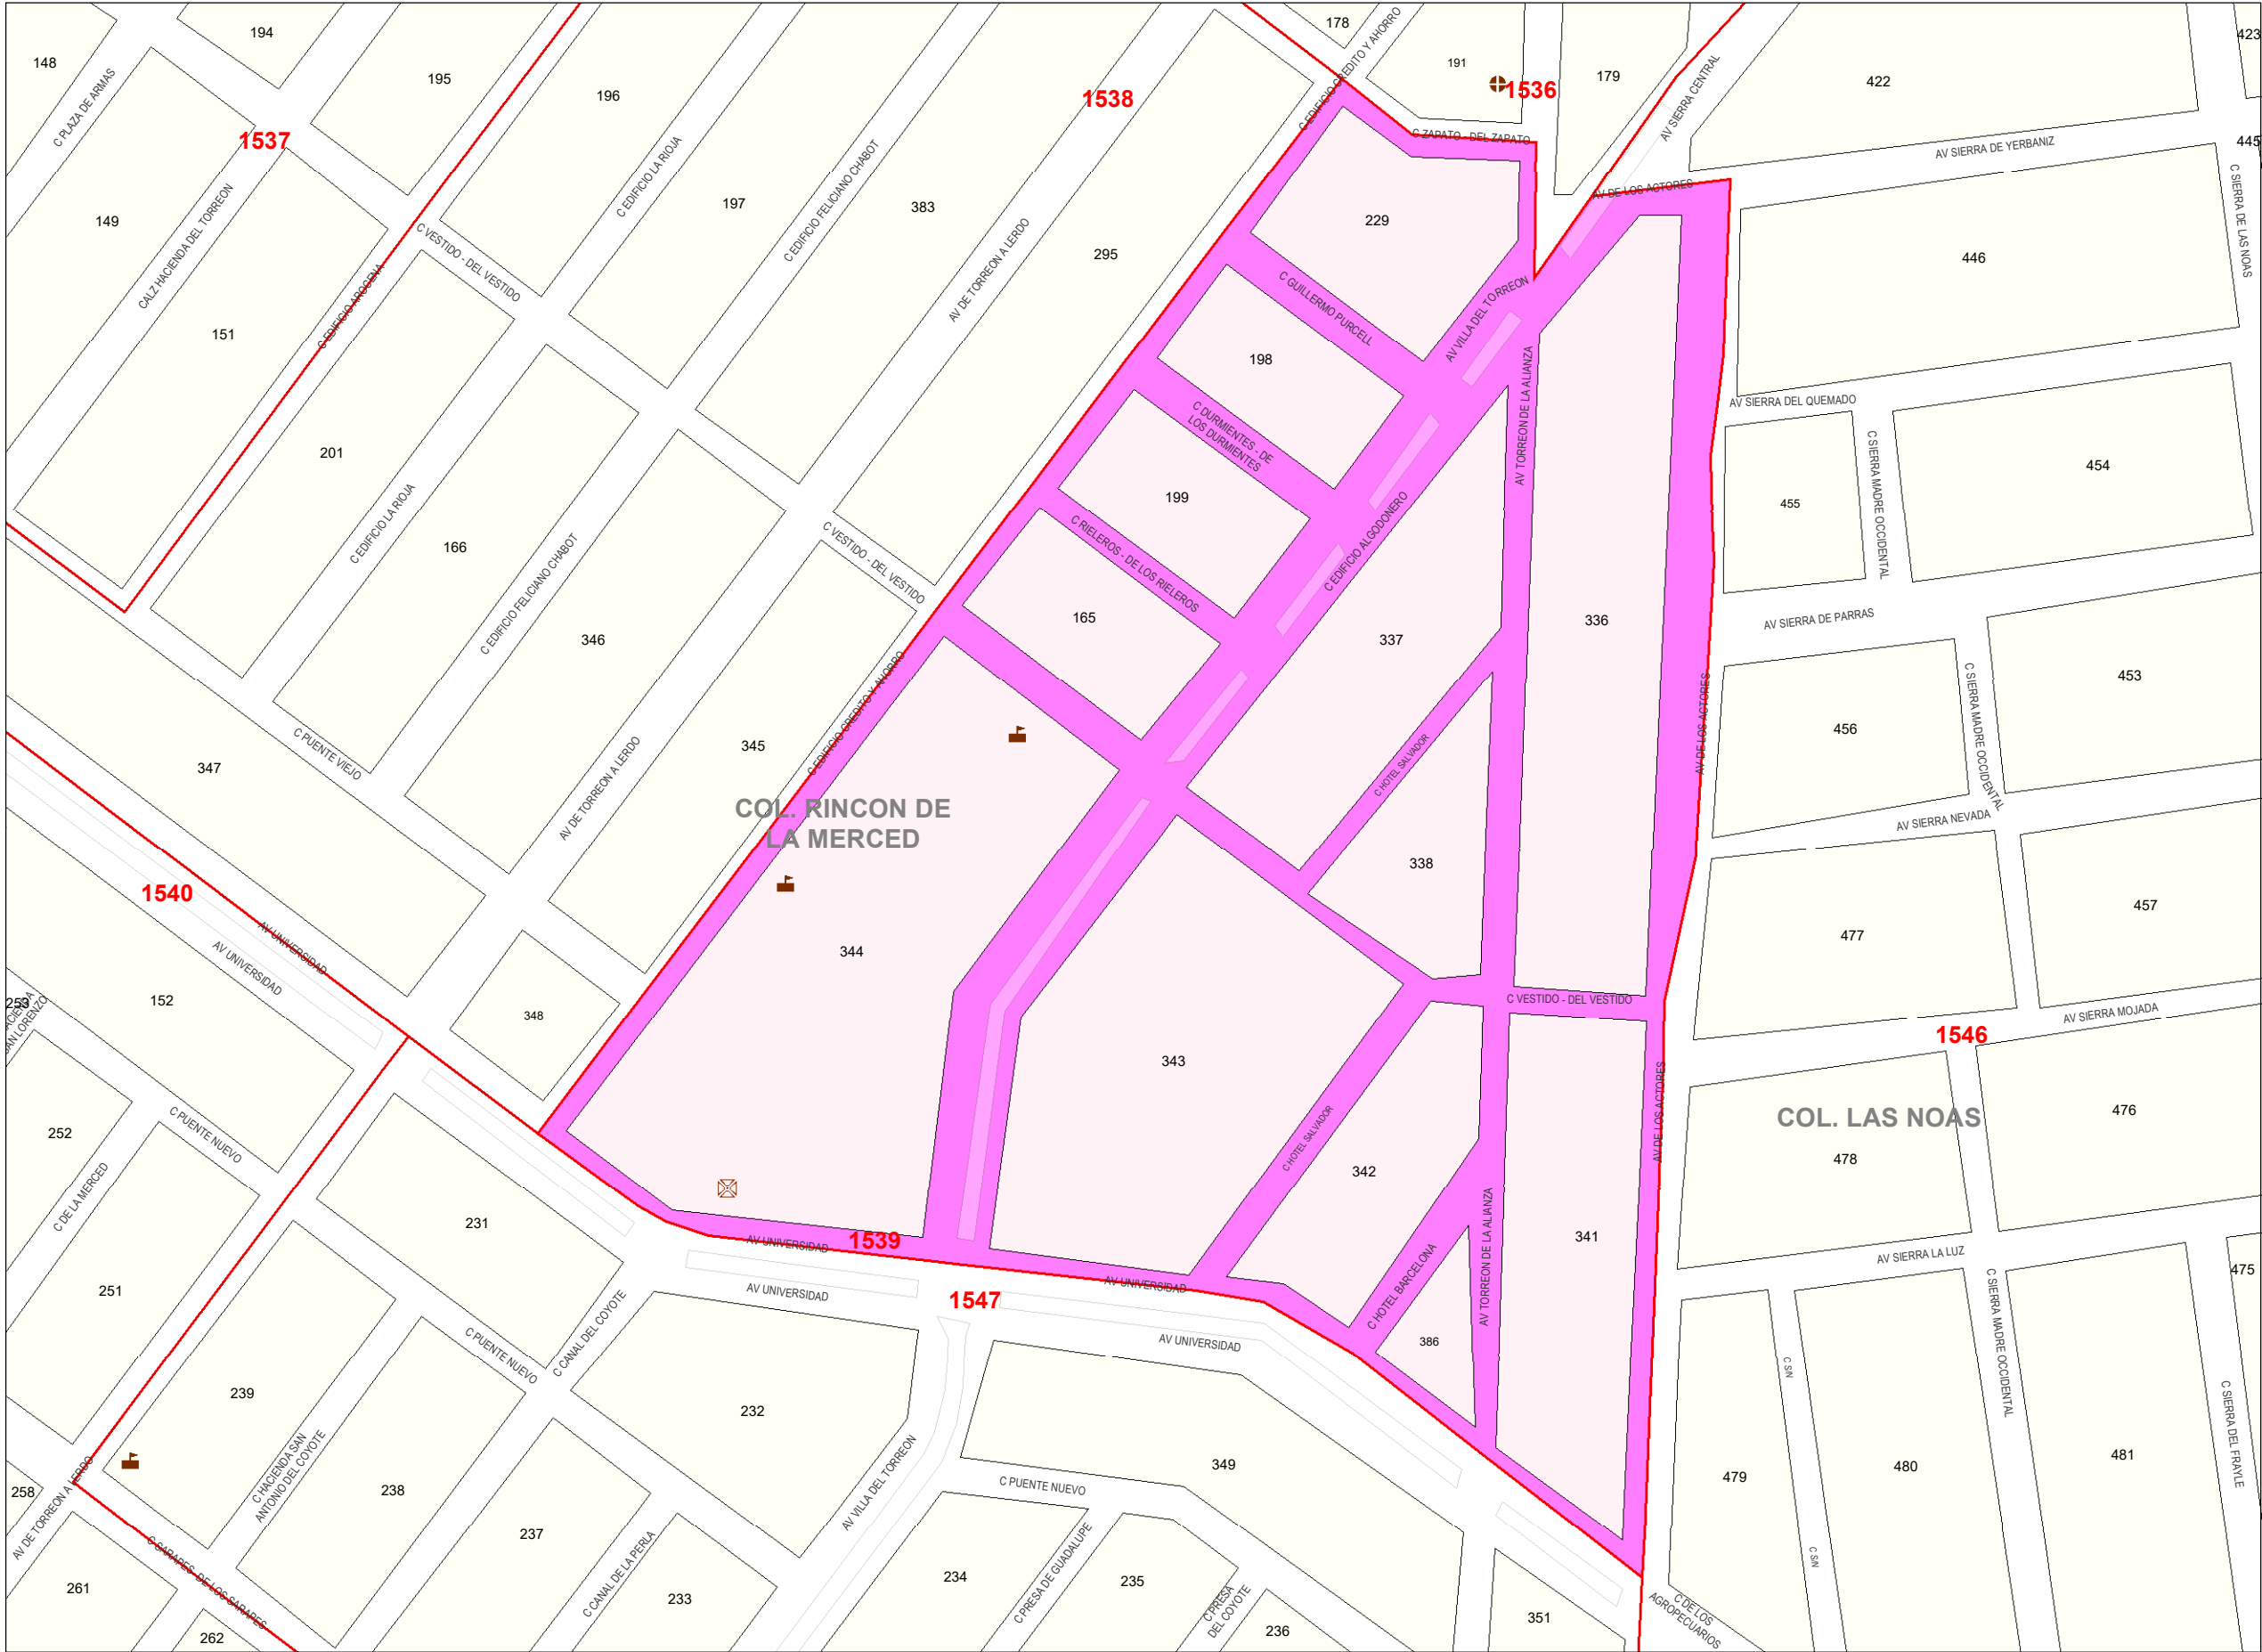 178
194
423
148
195
191
179
422
196
1538
1536
C PLAZA DE ARMAS
C EDIFICIO CREDITO Y AHORRO
AV SIERRA CENTRAL
1537
C ZAPATO - DEL ZAPATO
AV SIERRA DE YERBANIZ
445
C EDIFICIO LA RIOJA
197
C EDIFICIO FELICIANO CHABOT
383
AV DE LOS ACTORES
C SIERRA DE LAS NOAS
149
CALZ HACIENDA DEL TORREON
229
C VESTIDO - DEL VESTIDO
AV DE TORREON A LERDO
295
446
C EDIFICIO AROCENA
C GUILLERMO PURCELL
AV VILLA DEL TORREON
151
198
AV TORREON DE LA ALIANZA
AV SIERRA DEL QUEMADO
C DURMIENTES - DE
LOS DURMIENTES
201
C SIERRA MADRE OCCIDENTAL
454
199
455
C EDIFICIO LA RIOJA
166
C EDIFICIO FELICIANO CHABOT
C VESTIDO - DEL VESTIDO
C RIELEROS - DE LOS RIELEROS
C EDIFICIO ALGODONERO
165
336
AV SIERRA DE PARRAS
346
337
453
C EDIFICIO CREDITO Y AHORRO
C SIERRA MADRE OCCIDENTAL
AV DE LOS ACTORES
456
347
C PUENTE VIEJO
345
C HOTEL SALVADOR
AV DE TORREON A LERDO
COL. RINCON DE
LA MERCED
AV SIERRA NEVADA
338
1540
457
AV UNIVERSIDAD
AV UNIVERSIDAD
344
477
253
152
348
C VESTIDO - DEL VESTIDO
SAN LORENZO
AV SIERRA MOJADA
1546
343
AV DE LOS ACTORES
476
COL. LAS NOAS
252
C PUENTE NUEVO
C HOTEL SALVADOR
342
478
C DE LA MERCED
231
341
AV TORREON DE LA ALIANZA
AV UNIVERSIDAD
1539
AV SIERRA LA LUZ
475
251
C HOTEL BARCELONA
AV UNIVERSIDAD
AV UNIVERSIDAD
1547
C CANAL DEL COYOTE
C SIERRA MADRE OCCIDENTAL
C PUENTE NUEVO
AV UNIVERSIDAD
386
C S/N
239
232
C SIERRA DEL FRAYLE
C HACIENDA SAN
ANTONIO DEL COYOTE
AV VILLA DEL TORREON
349
481
480
479
258
AV DE TORREON A LERDO
238
C PUENTE NUEVO
237
C SARAPES - DE LOS SARAPES
C CANAL DE LA PERLA
C PRESA DE GUADALUPE
C S/N
261
233
234
235
C PRESA
DEL COYOTE
C DE LOS
AGROPECUARIOS
351
262
236